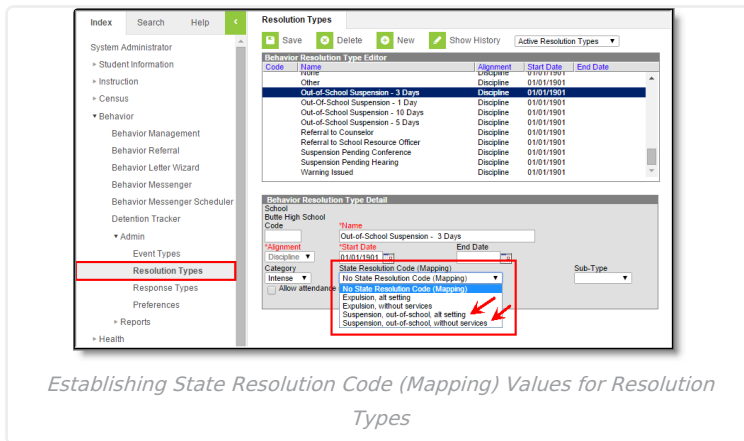 Index Search Help <
System Administrator
Student Information
Instruction
Census
Behavior
Behavior Management
Behavior Referral
Behavior Letter Wizard
Behavior Messenger
Behavior Messenger Scheduler
Detention Tracker
Admin
Event Types
Resolution Types
Response Types
Preferences
Reports
Health
Resolution Types
Save Delete New Show History Active Resolution Types
Behavior Resolution Type Editor
Code Name Alignment Start Date End Date
None Discipline 01/01/1901
Other Discipline 01/01/1901
Out-of-School Suspension - 3 Days Discipline 01/01/1901
Out-Of-School Suspension - 1 Day Discipline 01/01/1901
Out-of-School Suspension - 10 Days Discipline 01/01/1901
Out-of-School Suspension - 5 Days Discipline 01/01/1901
Referral to Counselor Discipline 01/01/1901
Referral to School Resource Officer Discipline 01/01/1901
Suspension Pending Conference Discipline 01/01/1901
Suspension Pending Hearing Discipline 01/01/1901
Warning Issued Discipline 01/01/1901
Behavior Resolution Type Detail
School
Butte High School
Code *Name
Out-of-School Suspension - 3 Days
*Alignment *Start Date End Date
Discipline 01/01/1901
Category State Resolution Code (Mapping) Sub-Type
Intense No State Resolution Code (Mapping)
Allow attendance
No State Resolution Code (Mapping)
Expulsion, alt setting
Expulsion, without services
Suspension, out-of-school, alt setting
Suspension, out-of-school, without services
Establishing State Resolution Code (Mapping) Values for Resolution
Types